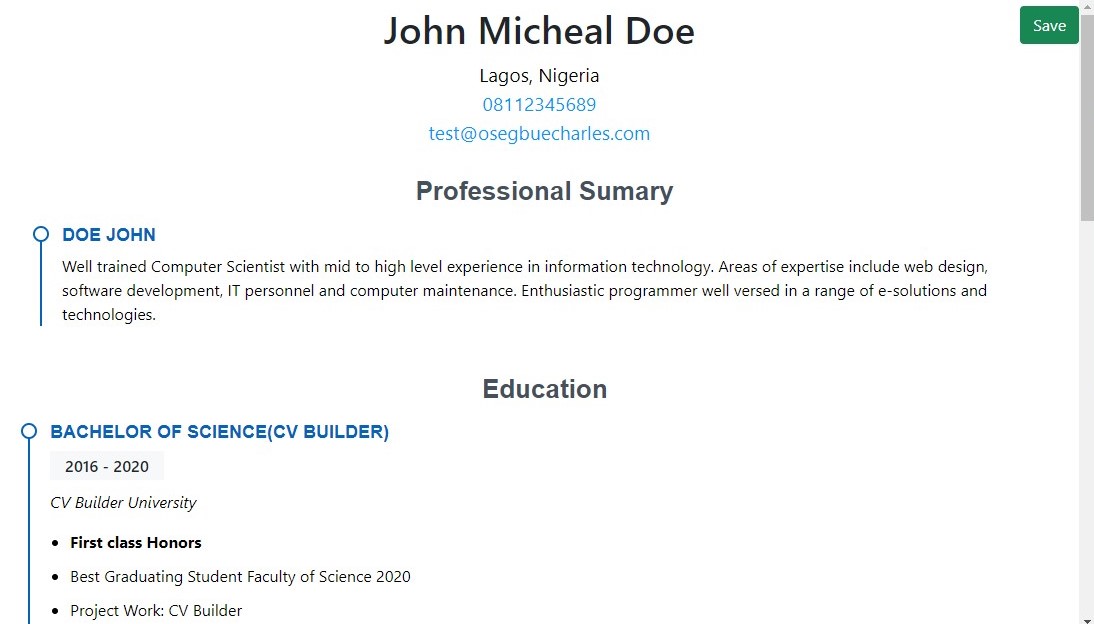 John Micheal Doe
Save
Lagos, Nigeria
08112345689
test@osegbuecharles.com
Professional Sumary
DOE JOHN
Well trained Computer Scientist with mid to high level experience in information technology. Areas of expertise include web design,
software development, IT personnel and computer maintenance. Enthusiastic programmer well versed in a range of e-solutions and
technologies.
Education
BACHELOR OF SCIENCE(CV BUILDER)
2016 - 2020
CV Builder University
First class Honors
Best Graduating Student Faculty of Science 2020
Project Work: CV Builder